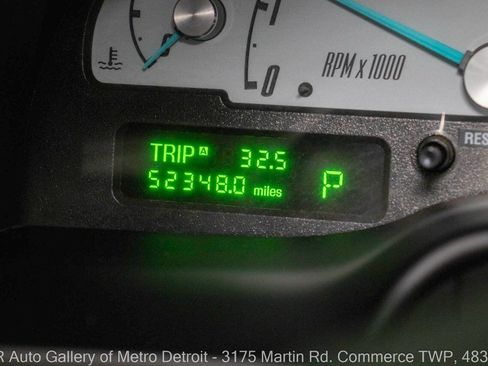 0
RPM x 1000
RES
TRIP A 32.5
52348.0 miles
P
R Auto Gallery of Metro Detroit - 3175 Martin Rd. Commerce TWP, 483